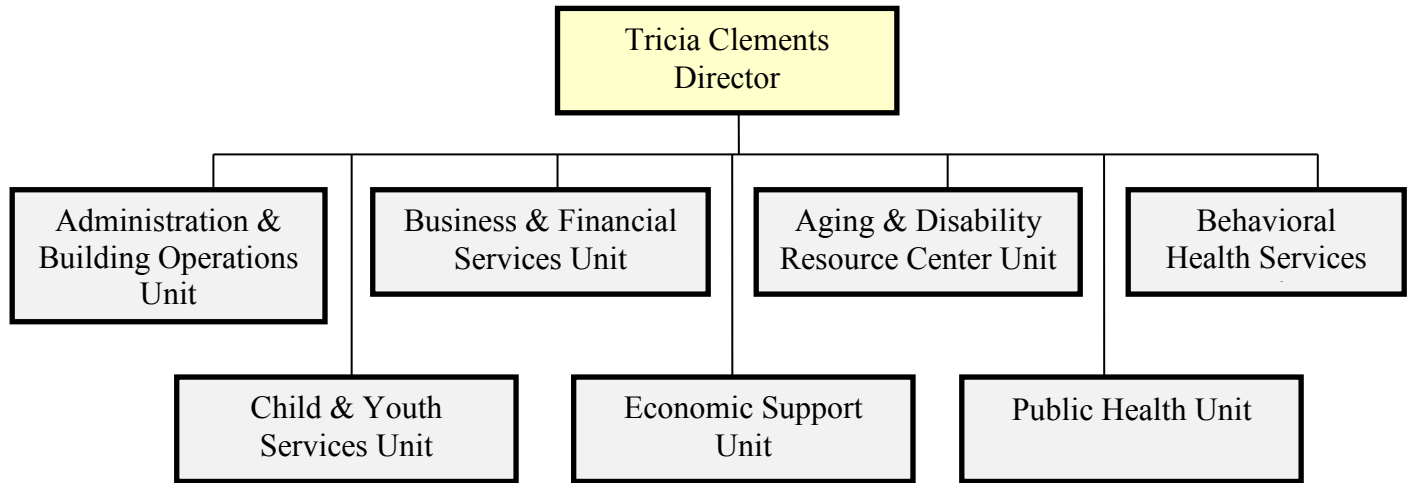 Tricia Clements
Director
Administration &
Building Operations
Unit
Business & Financial
Services Unit
Aging & Disability
Resource Center Unit
Behavioral
Health Services
Child & Youth
Services Unit
Economic Support
Unit
Public Health Unit